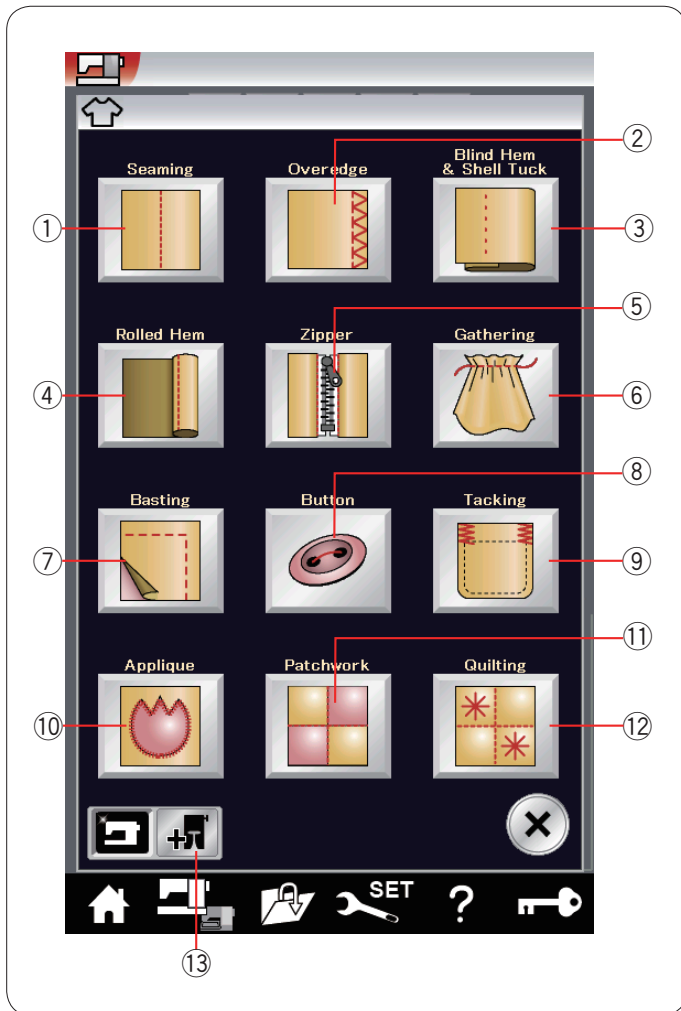 ②
Seaming Overedge Blind Hem
& Shell Tuck
① ③
⑤
Rolled Hem Zipper Gathering
④ ⑥
⑧
Basting Button Tacking
⑦ ⑨
⑪
Applique Patchwork Quilting
⑩ ⑫
SET
?
⑬